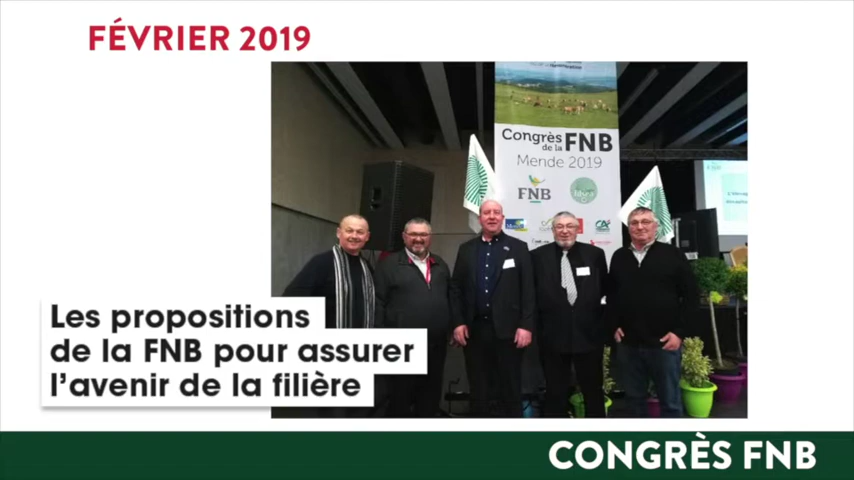 FÉVRIER 2019
Congrès
de la FNB
Mende 2019
FNB
Les propositions
de la FNB pour assurer
l’avenir de la filière
CONGRÈS FNB